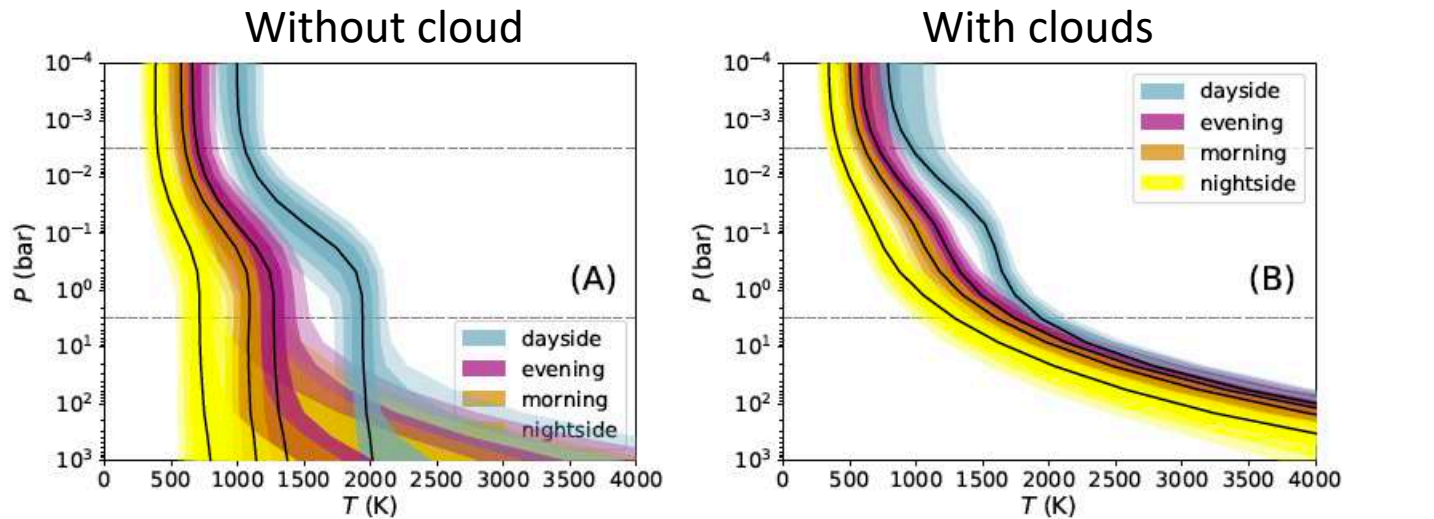 Without cloud
With clouds
10⁻⁴
10⁻³
10⁻²
10⁻¹
10⁰
10¹
10²
10³
P (bar)
(A)
dayside
evening
morning
nightside
0 500 1000 1500 2000 2500 3000 3500 4000
T (K)
10⁻⁴
10⁻³
10⁻²
10⁻¹
10⁰
10¹
10²
10³
P (bar)
dayside
evening
morning
nightside
(B)
0 500 1000 1500 2000 2500 3000 3500 4000
T (K)